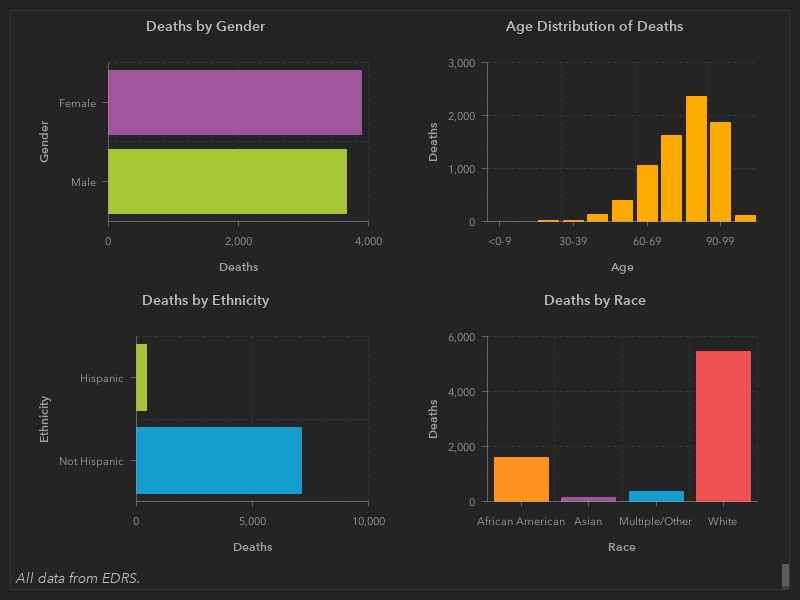 Deaths by Gender
Female
Male
Gender
0
2,000
4,000
Deaths
Age Distribution of Deaths
3,000
2,000
1,000
0
Deaths
<0-9
30-39
60-69
90-99
Age
Deaths by Ethnicity
Hispanic
Not Hispanic
Ethnicity
0
5,000
10,000
Deaths
Deaths by Race
6,000
4,000
2,000
0
Deaths
African American
Asian
Multiple/Other
White
Race
All data from EDRS.